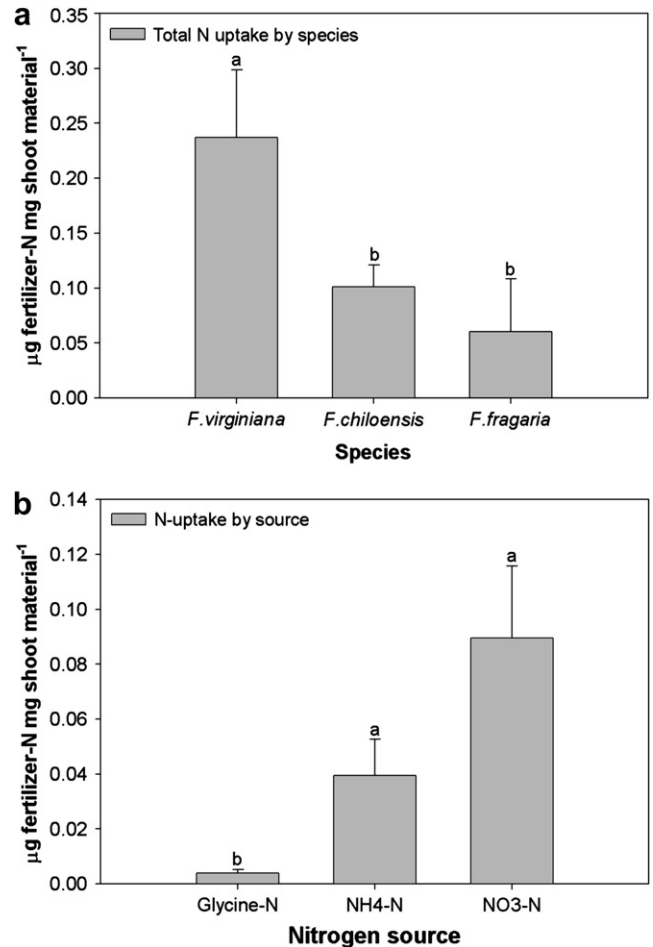 a
Total N uptake by species
µg fertilizer-N mg shoot material⁻¹
0.35
0.30
0.25
0.20
0.15
0.10
0.05
0.00
a
b
b
F.virginiana F.chiloensis F.fragaria
Species
b
N-uptake by source
µg fertilizer-N mg shoot material⁻¹
0.14
0.12
0.10
0.08
0.06
0.04
0.02
0.00
b
a
a
Glycine-N NH4-N NO3-N
Nitrogen source